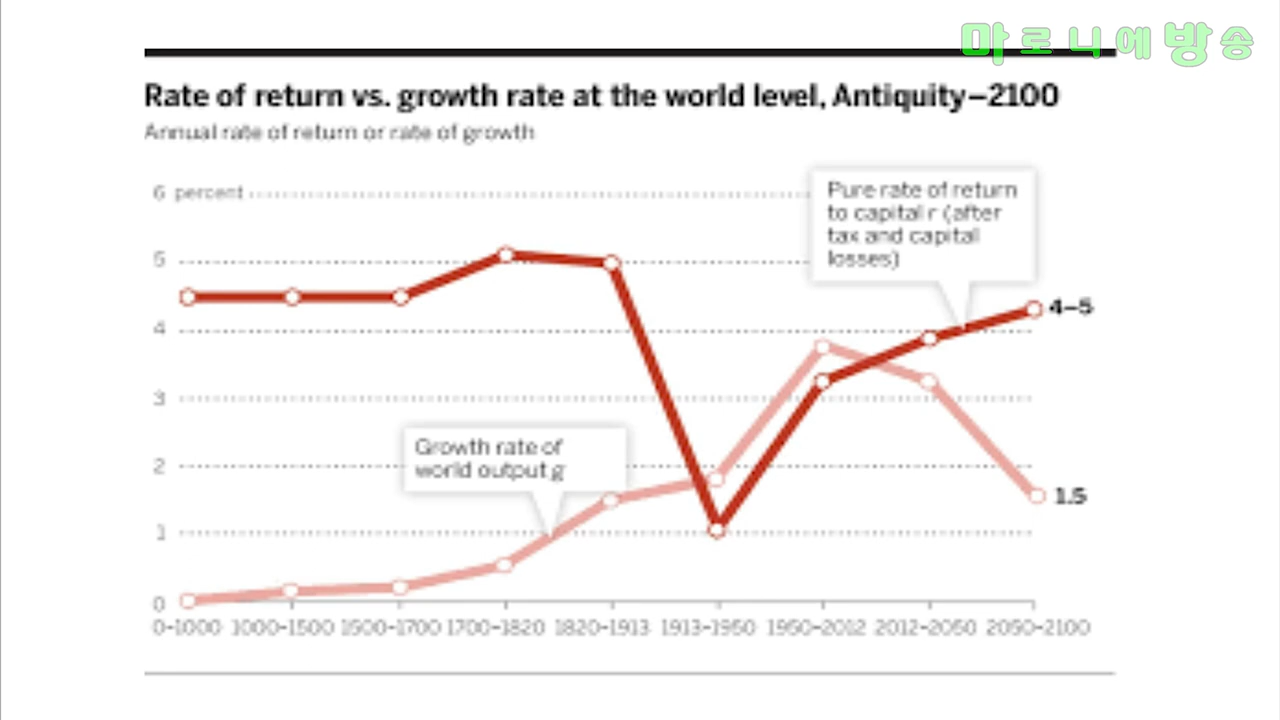 마로니에방송
Rate of return vs. growth rate at the world level, Antiquity–2100
Annual rate of return or rate of growth
6 percent
Pure rate of return
to capital r (after
tax and capital
losses)
5
4–5
4
3
Growth rate of
world output g
2
1.5
1
0
0–1000 1000–1500 1500–1700 1700–1820 1820–1913 1913–1950 1950–2012 2012–2050 2050–2100